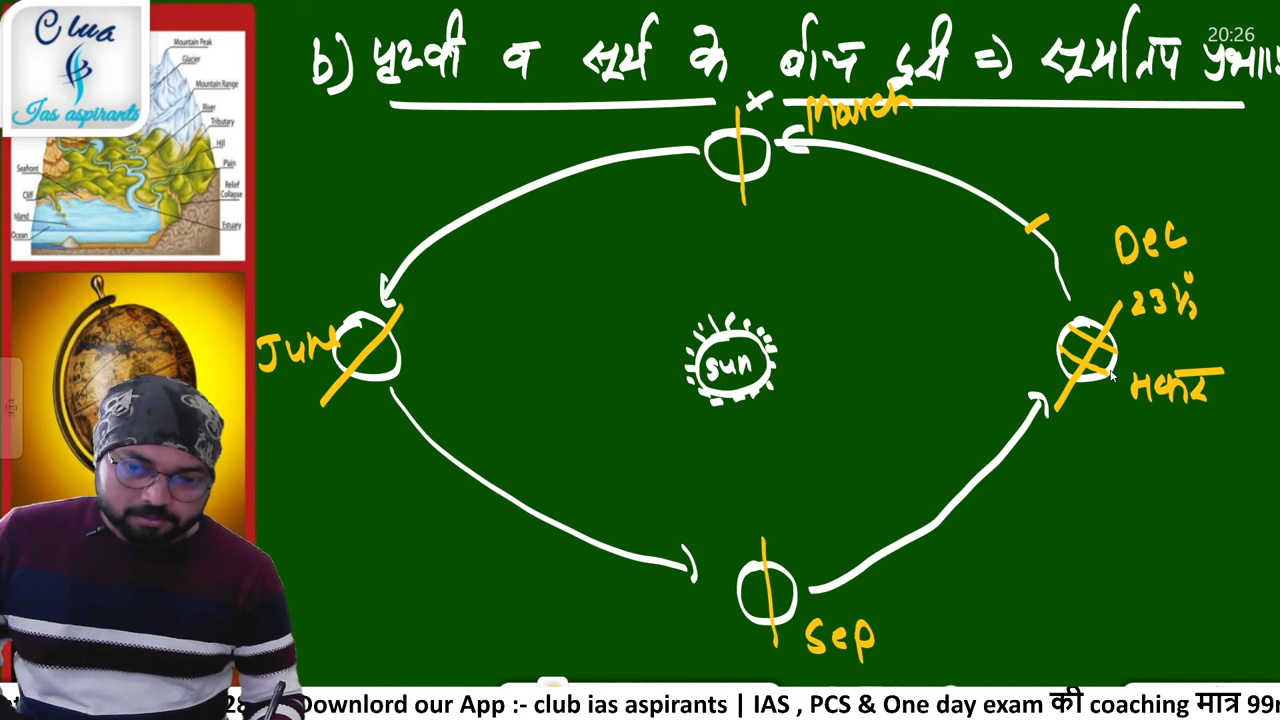 Clua
Ias aspirants
Mountain Peak
Glacier
Mountain Range
River
Tributary
Hill
Plain
Seafront
Cliff
Relief
Collapse
Island
Ocean
Estuary
20:26
b) पृथ्वी व सूर्य के बीच दूरी => सूर्यातप
March
Dec
23½°
मकर
June
sun
Sep
Downlord our App :- club ias aspirants | IAS , PCS & One day exam की coaching मात्र 99